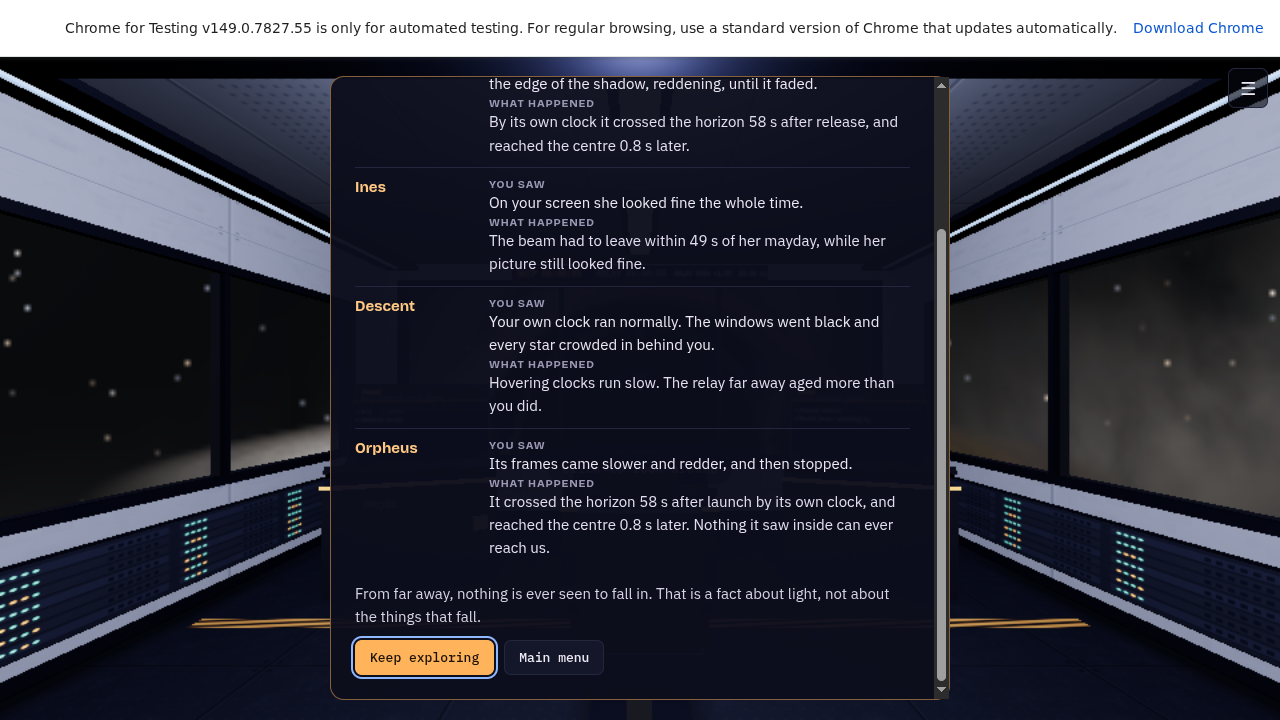 Chrome for Testing v149.0.7827.55 is only for automated testing. For regular browsing, use a standard version of Chrome that updates automatically. Download Chrome
the edge of the shadow, reddening, until it faded.
WHAT HAPPENED
By its own clock it crossed the horizon 58 s after release, and
reached the centre 0.8 s later.
Ines
YOU SAW
On your screen she looked fine the whole time.
WHAT HAPPENED
The beam had to leave within 49 s of her mayday, while her
picture still looked fine.
Descent
YOU SAW
Your own clock ran normally. The windows went black and
every star crowded in behind you.
WHAT HAPPENED
Hovering clocks run slow. The relay far away aged more than
you did.
Orpheus
YOU SAW
Its frames came slower and redder, and then stopped.
WHAT HAPPENED
It crossed the horizon 58 s after launch by its own clock, and
reached the centre 0.8 s later. Nothing it saw inside can ever
reach us.
From far away, nothing is ever seen to fall in. That is a fact about light, not about
the things that fall.
Keep exploring
Main menu